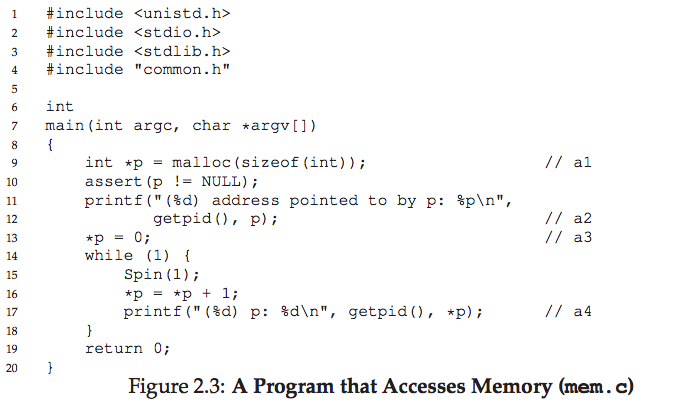 1 #include <unistd.h>
2 #include <stdio.h>
3 #include <stdlib.h>
4 #include "common.h"
5
6 int
7 main(int argc, char *argv[])
8 {
9     int *p = malloc(sizeof(int)); // a1
10     assert(p != NULL);
11     printf("(%d) address pointed to by p: %p\n",
12            getpid(), p); // a2
13     *p = 0; // a3
14     while (1) {
15         Spin(1);
16         *p = *p + 1;
17         printf("(%d) p: %d\n", getpid(), *p); // a4
18     }
19     return 0;
20 }
Figure 2.3: A Program that Accesses Memory (mem.c)